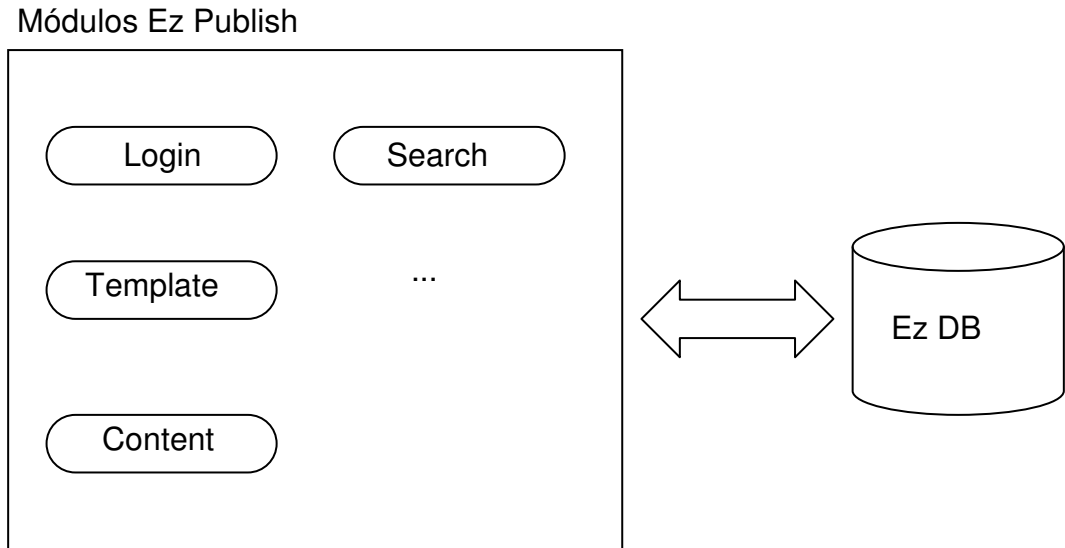 Módulos Ez Publish
Login
Search
Template
...
Ez DB
Content